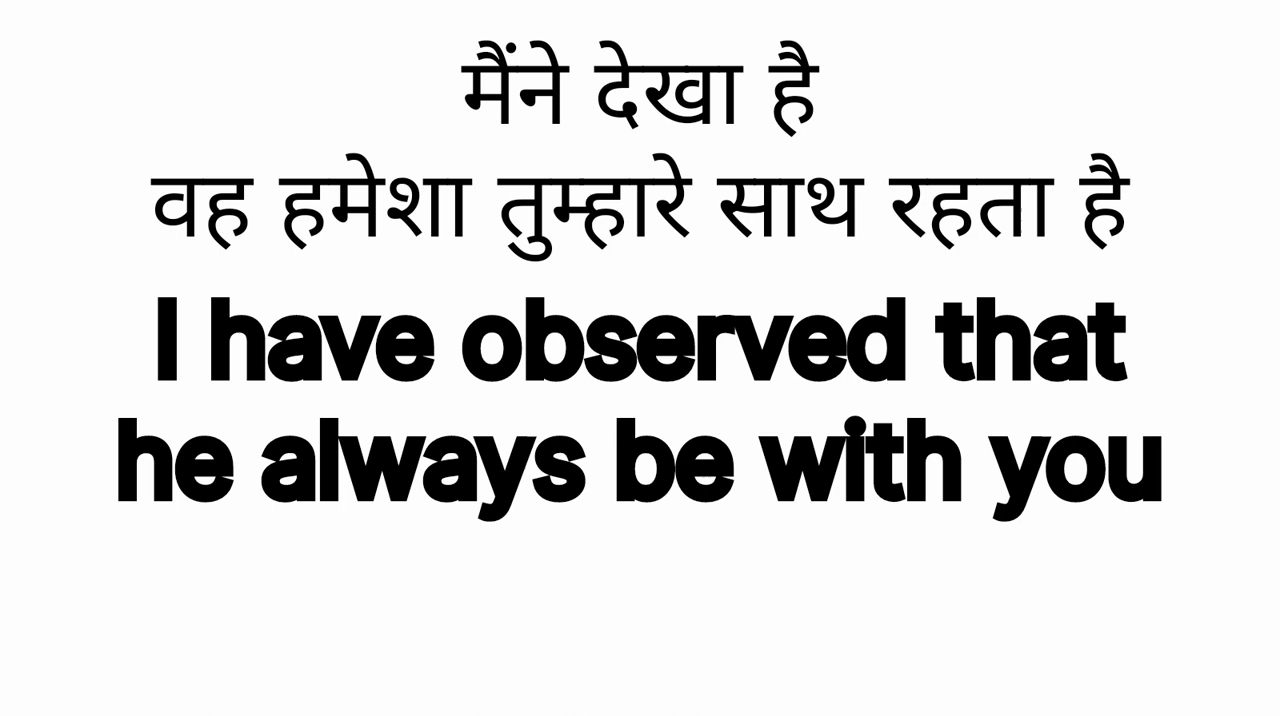 मैंने देखा है
वह हमेशा तुम्हारे साथ रहता है
I have observed that
he always be with you